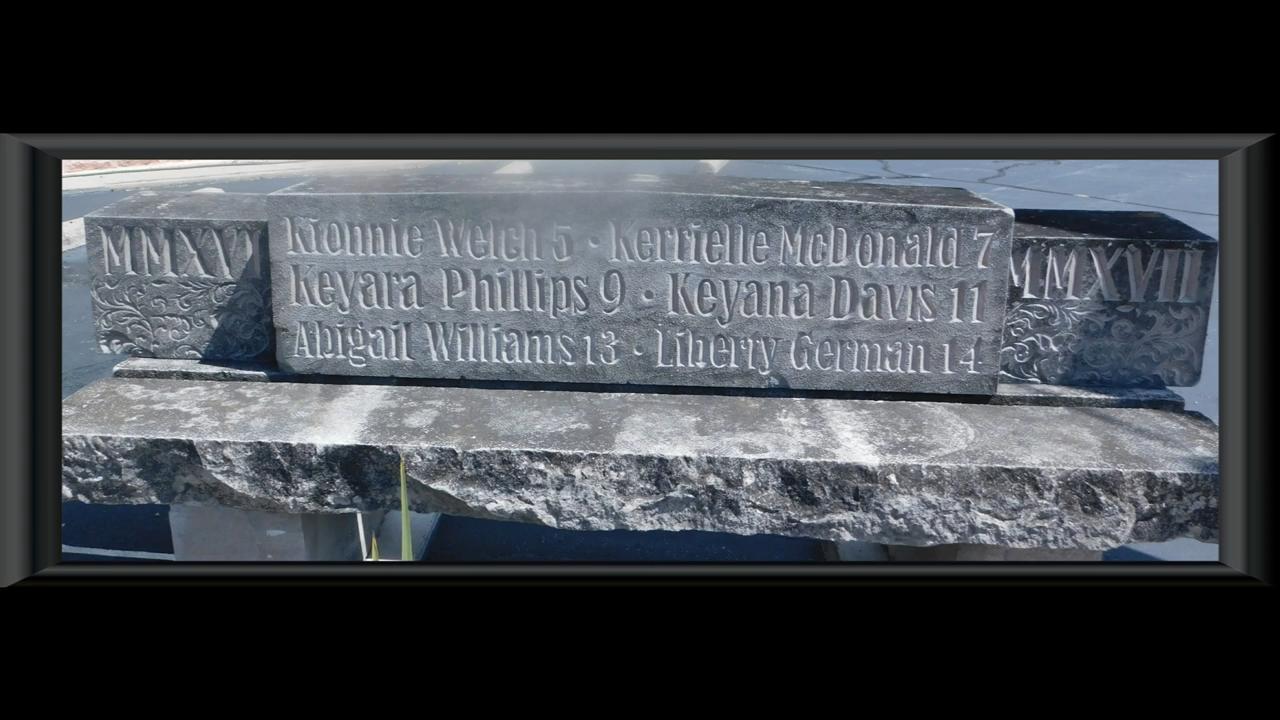 MMXVI
Kionnie Welch 5 · Kerrielle McDonald 7
Keyara Phillips 9 · Keyana Davis 11
Abigail Williams 13 · Liberty German 14
MMXVII